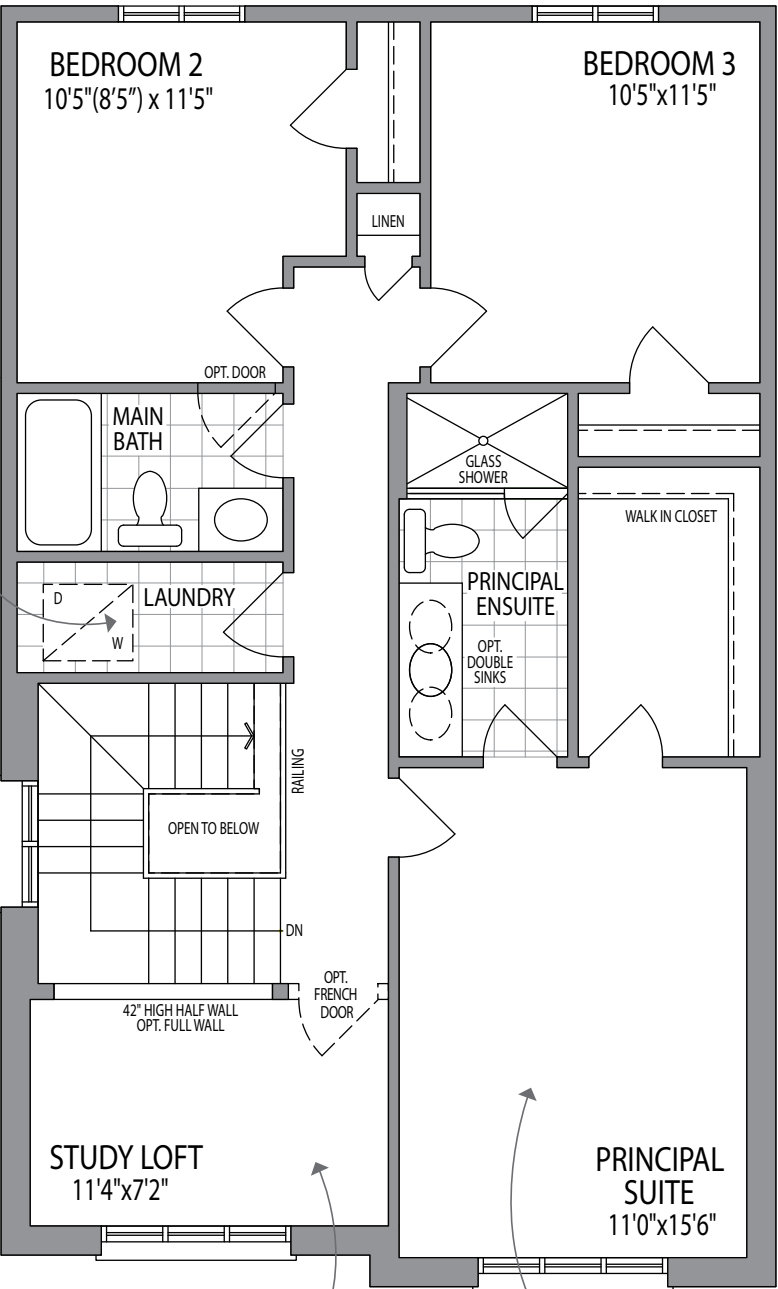 BEDROOM 2
10'5"(8'5") x 11'5"
BEDROOM 3
10'5"x11'5"
LINEN
OPT. DOOR
MAIN
BATH
GLASS
SHOWER
WALK IN CLOSET
D
W
LAUNDRY
PRINCIPAL
ENSUITE
OPT.
DOUBLE
SINKS
RAILING
OPEN TO BELOW
DN
OPT.
FRENCH
DOOR
42" HIGH HALF WALL
OPT. FULL WALL
STUDY LOFT
11'4"x7'2"
PRINCIPAL
SUITE
11'0"x15'6"